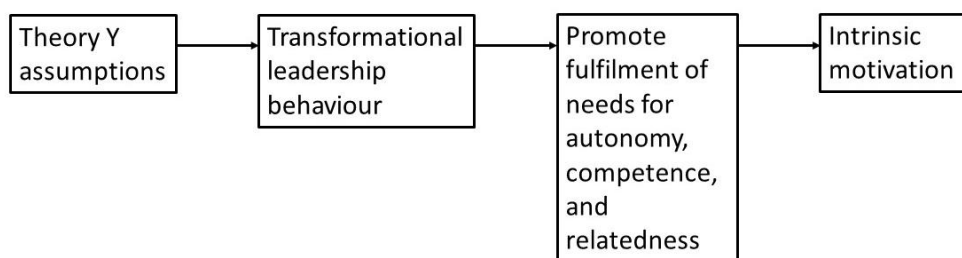 Theory Y
assumptions
Transformational
leadership
behaviour
Promote
fulfilment of
needs for
autonomy,
competence,
and
relatedness
Intrinsic
motivation